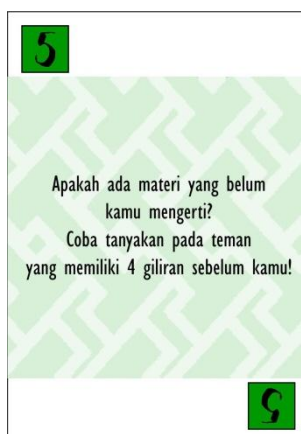 5
Apakah ada materi yang belum
kamu mengerti?
Coba tanyakan pada teman
yang memiliki 4 giliran sebelum kamu!
5